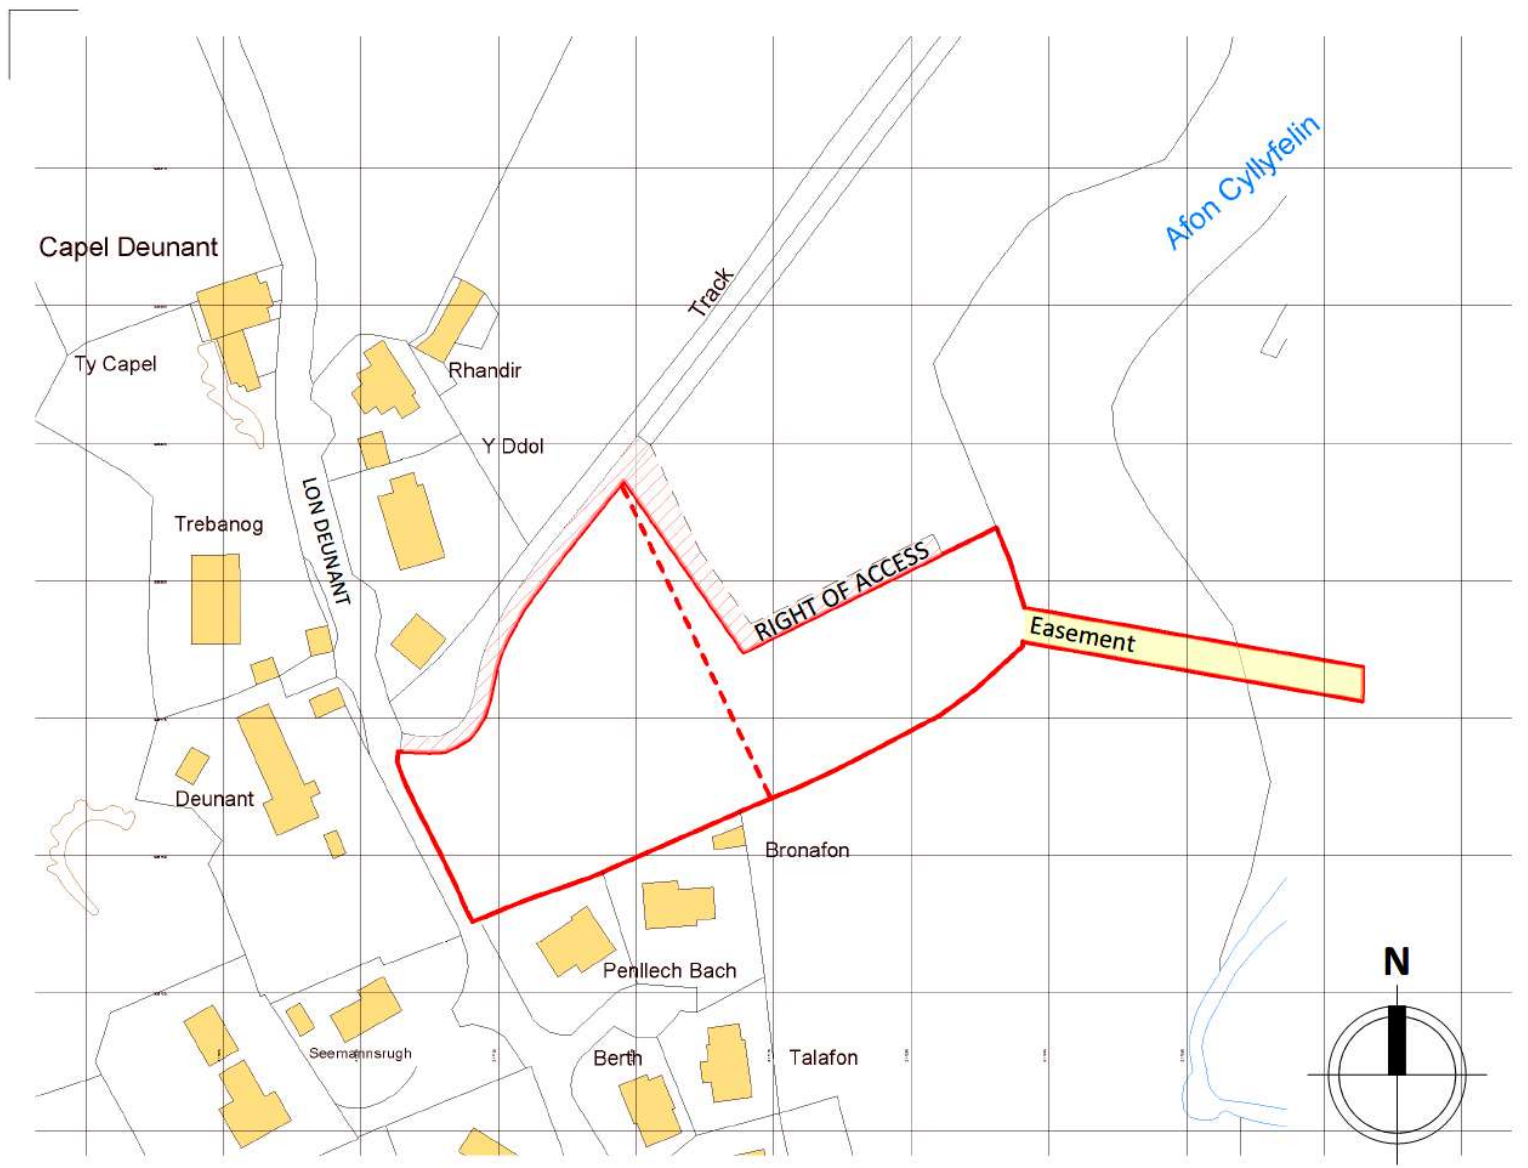 Afon Cyllyfelin
Capel Deunant
Track
Ty Capel
Rhandir
Y Ddol
LON DEUNANT
Trebanog
RIGHT OF ACCESS
Easement
Deunant
Bronafon
N
Penllech Bach
Seemannsrugh
Berth
Talafon